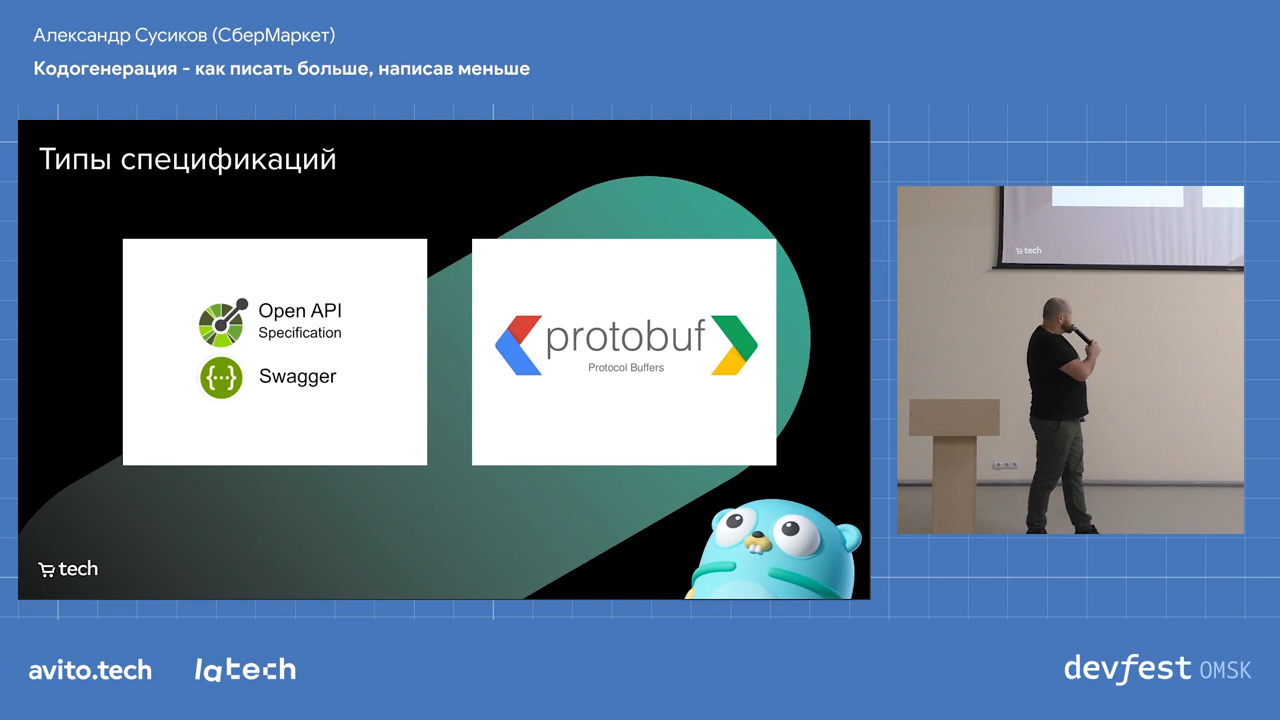 Александр Сусиков (СберМаркет)
Кодогенерация - как писать больше, написав меньше
Типы спецификаций
Open API
Specification
{···} Swagger
protobuf
Protocol Buffers
tech
tech
avito.tech
latech
devfest OMSK